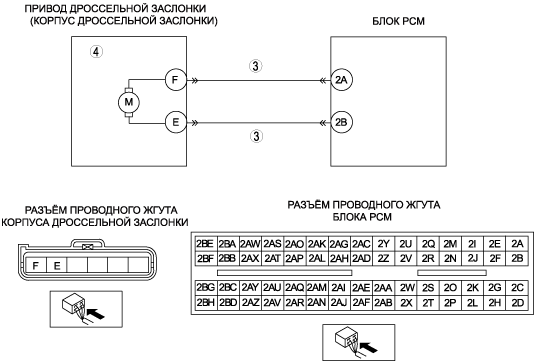 ПРИВОД ДРОССЕЛЬНОЙ ЗАСЛОНКИ
(КОРПУС ДРОССЕЛЬНОЙ ЗАСЛОНКИ)
БЛОК PCM
4
3
F
2A
M
E
2B
3
РАЗЪЁМ ПРОВОДНОГО ЖГУТА
КОРПУСА ДРОССЕЛЬНОЙ ЗАСЛОНКИ
РАЗЪЁМ ПРОВОДНОГО ЖГУТА
БЛОКА PCM
F E
2BE 2BA 2AW 2AS 2AO 2AK 2AG 2AC 2Y 2U 2Q 2M 2I 2E 2A
2BF 2BB 2AX 2AT 2AP 2AL 2AH 2AD 2Z 2V 2R 2N 2J 2F 2B
2BG 2BC 2AY 2AU 2AQ 2AM 2AI 2AE 2AA 2W 2S 2O 2K 2G 2C
2BH 2BD 2AZ 2AV 2AR 2AN 2AJ 2AF 2AB 2X 2T 2P 2L 2H 2D